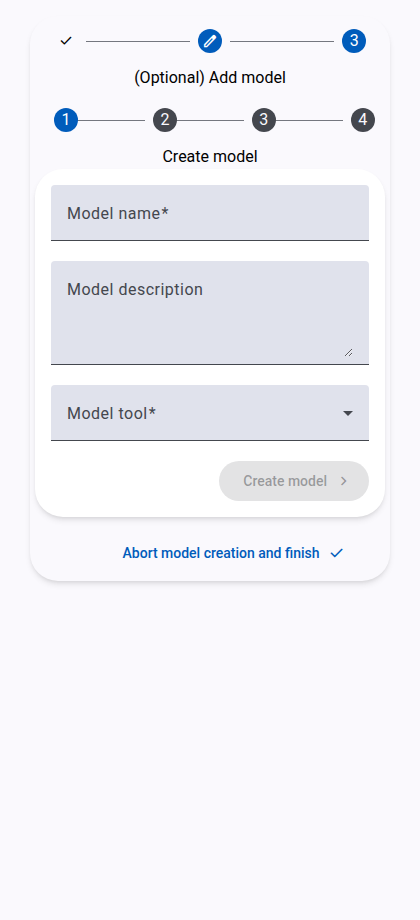 3
(Optional) Add model
1 2 3 4
Create model
Model name*
Model description
Model tool*
Create model
Abort model creation and finish